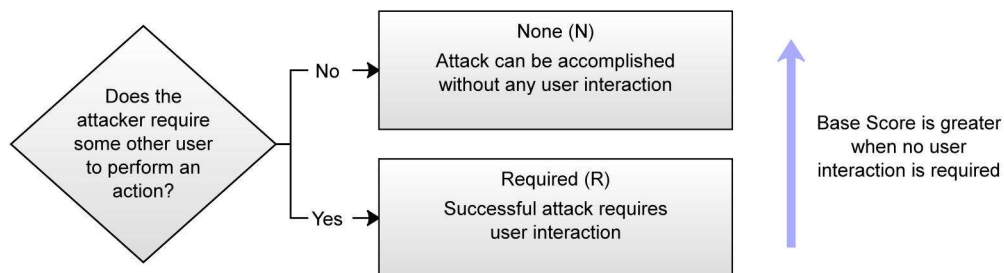 Does the
attacker require
some other user
to perform an
action?
No
None (N)
Attack can be accomplished
without any user interaction
Yes
Required (R)
Successful attack requires
user interaction
Base Score is greater
when no user
interaction is required